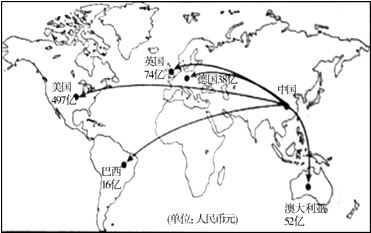 英国
74亿
德国38亿
美国
497亿
中国
巴西
16亿
(单位:人民币元)
澳大利亚
52亿